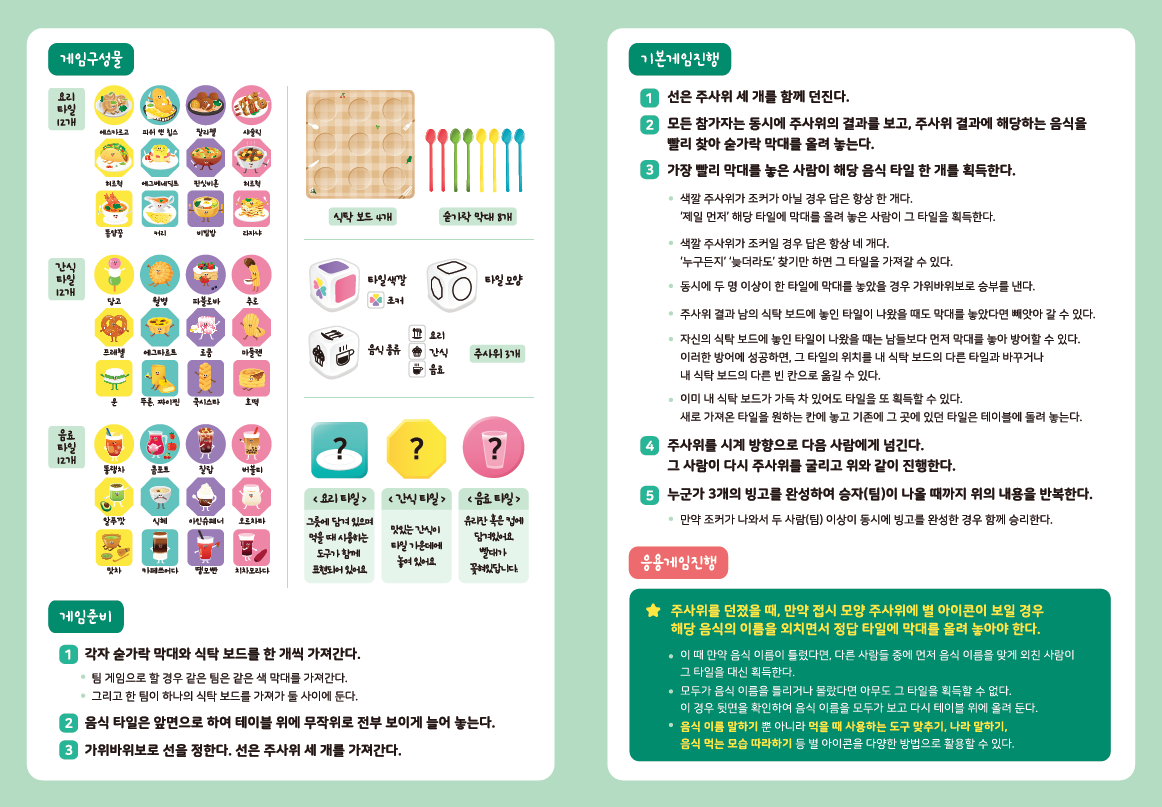 게임구성물
요리
타일
12개
에스카르고
피쉬 앤 칩스
팔라펠
샤슬릭
퀴르힉
에그베네딕트
판싯비혼
퀴르힉
똠얌꿍
커리
비빔밥
라자냐
간식
타일
12개
당고
월병
파블로바
추로
프레첼
에그타르트
로쿰
마들렌
룬
뚜론, 짜이찐
쿡시스타
호떡
음료
타일
12개
통랭차
콤포트
잘랍
버블티
알푸캇
식혜
아인슈페너
오르차타
맛차
카페쓰어다
땡모반
치차모라다
식탁 보드 4개
숟가락 막대 8개
타일색깔
조커
타일모양
음식 종류
요리
간식
음료
주사위 3개
?
?
?
< 요리 타일 >
그릇에 담겨 있으며
먹을 때 사용하는
도구가 함께
표현되어 있어요.
< 간식 타일 >
맛있는 간식이
타일 가운데에
놓여 있어요.
< 음료 타일 >
유리잔 혹은 컵에
담겨있어요.
빨대가
꽂혀있답니다.
게임준비
1 각자 숟가락 막대와 식탁 보드를 한 개씩 가져간다.
• 팀 게임으로 할 경우 같은 팀은 같은 색 막대를 가져간다.
• 그리고 한 팀이 하나의 식탁 보드를 가져가 둘 사이에 둔다.
2 음식 타일은 앞면으로 하여 테이블 위에 무작위로 전부 보이게 늘어 놓는다.
3 가위바위보로 선을 정한다. 선은 주사위 세 개를 가져간다.
기본게임진행
1 선은 주사위 세 개를 함께 던진다.
2 모든 참가자는 동시에 주사위의 결과를 보고, 주사위 결과에 해당하는 음식을
빨리 찾아 숟가락 막대를 올려 놓는다.
3 가장 빨리 막대를 놓은 사람이 해당 음식 타일 한 개를 획득한다.
• 색깔 주사위가 조커가 아닐 경우 답은 항상 한 개다.
‘제일 먼저’ 해당 타일에 막대를 올려 놓은 사람이 그 타일을 획득한다.
• 색깔 주사위가 조커일 경우 답은 항상 네 개다.
‘누구든지’ ‘늦더라도’ 찾기만 하면 그 타일을 가져갈 수 있다.
• 동시에 두 명 이상이 한 타일에 막대를 놓았을 경우 가위바위보로 승부를 낸다.
• 주사위 결과 남의 식탁 보드에 놓인 타일이 나왔을 때도 막대를 놓았다면 빼앗아 갈 수 있다.
• 자신의 식탁 보드에 놓인 타일이 나왔을 때는 남들보다 먼저 막대를 놓아 방어할 수 있다.
이러한 방어에 성공하면, 그 타일의 위치를 내 식탁 보드의 다른 타일과 바꾸거나
내 식탁 보드의 다른 빈 칸으로 옮길 수 있다.
• 이미 내 식탁 보드가 가득 차 있어도 타일을 또 획득할 수 있다.
새로 가져온 타일을 원하는 칸에 놓고 기존에 그 곳에 있던 타일은 테이블에 돌려 놓는다.
4 주사위를 시계 방향으로 다음 사람에게 넘긴다.
그 사람이 다시 주사위를 굴리고 위와 같이 진행한다.
5 누군가 3개의 빙고를 완성하여 승자(팀)이 나올 때까지 위의 내용을 반복한다.
• 만약 조커가 나와서 두 사람(팀) 이상이 동시에 빙고를 완성한 경우 함께 승리한다.
응용게임진행
주사위를 던졌을 때, 만약 접시 모양 주사위에 별 아이콘이 보일 경우
해당 음식의 이름을 외치면서 정답 타일에 막대를 올려 놓아야 한다.
• 이 때 만약 음식 이름이 틀렸다면, 다른 사람들 중에 먼저 음식 이름을 맞게 외친 사람이
그 타일을 대신 획득한다.
• 모두가 음식 이름을 틀리거나 몰랐다면 아무도 그 타일을 획득할 수 없다.
이 경우 뒷면을 확인하여 음식 이름을 모두가 보고 다시 테이블 위에 올려 둔다.
• 음식 이름 말하기 뿐 아니라 먹을 때 사용하는 도구 맞추기, 나라 말하기,
음식 먹는 모습 따라하기 등 별 아이콘을 다양한 방법으로 활용할 수 있다.